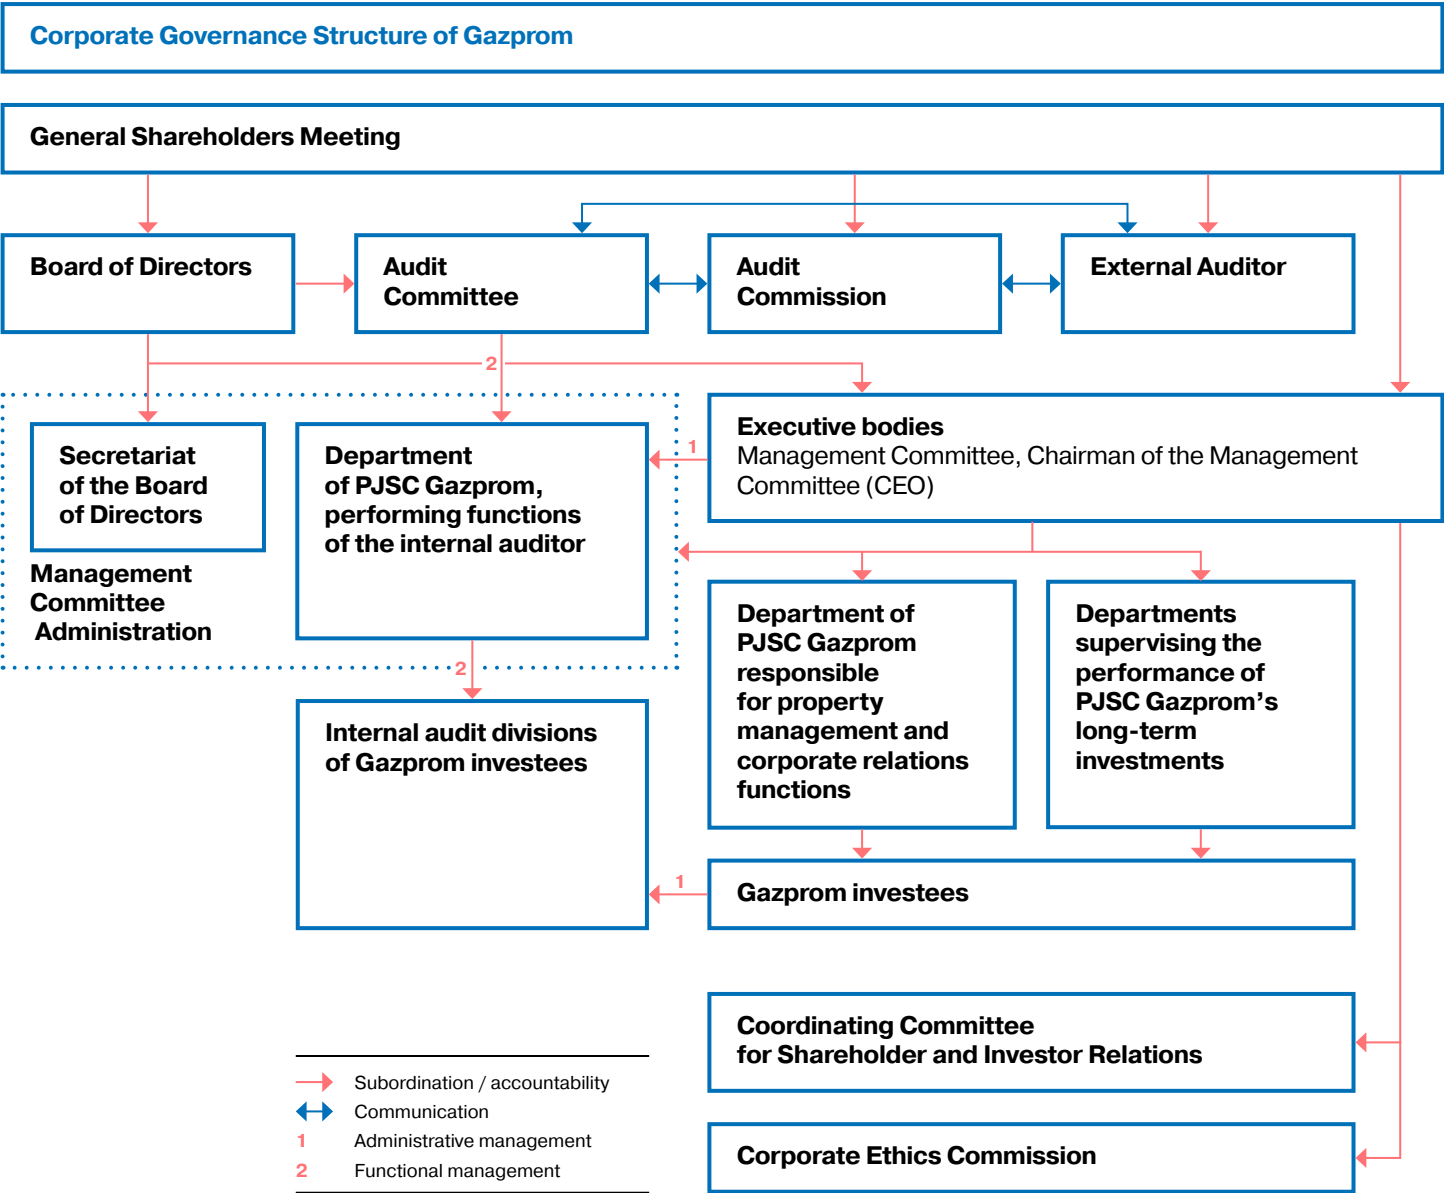 Corporate Governance Structure of Gazprom
General Shareholders Meeting
Board of Directors
Audit
Committee
Audit
Commission
External Auditor
2
Secretariat
of the Board
of Directors
Management
Committee
Administration
Department
of PJSC Gazprom,
performing functions
of the internal auditor
1
Executive bodies
Management Committee, Chairman of the Management
Committee (CEO)
2
Internal audit divisions
of Gazprom investees
Department of
PJSC Gazprom
responsible
for property
management and
corporate relations
functions
Departments
supervising the
performance of
PJSC Gazprom’s
long-term
investments
1
Gazprom investees
Coordinating Committee
for Shareholder and Investor Relations
Corporate Ethics Commission
Subordination / accountability
Communication
1 Administrative management
2 Functional management